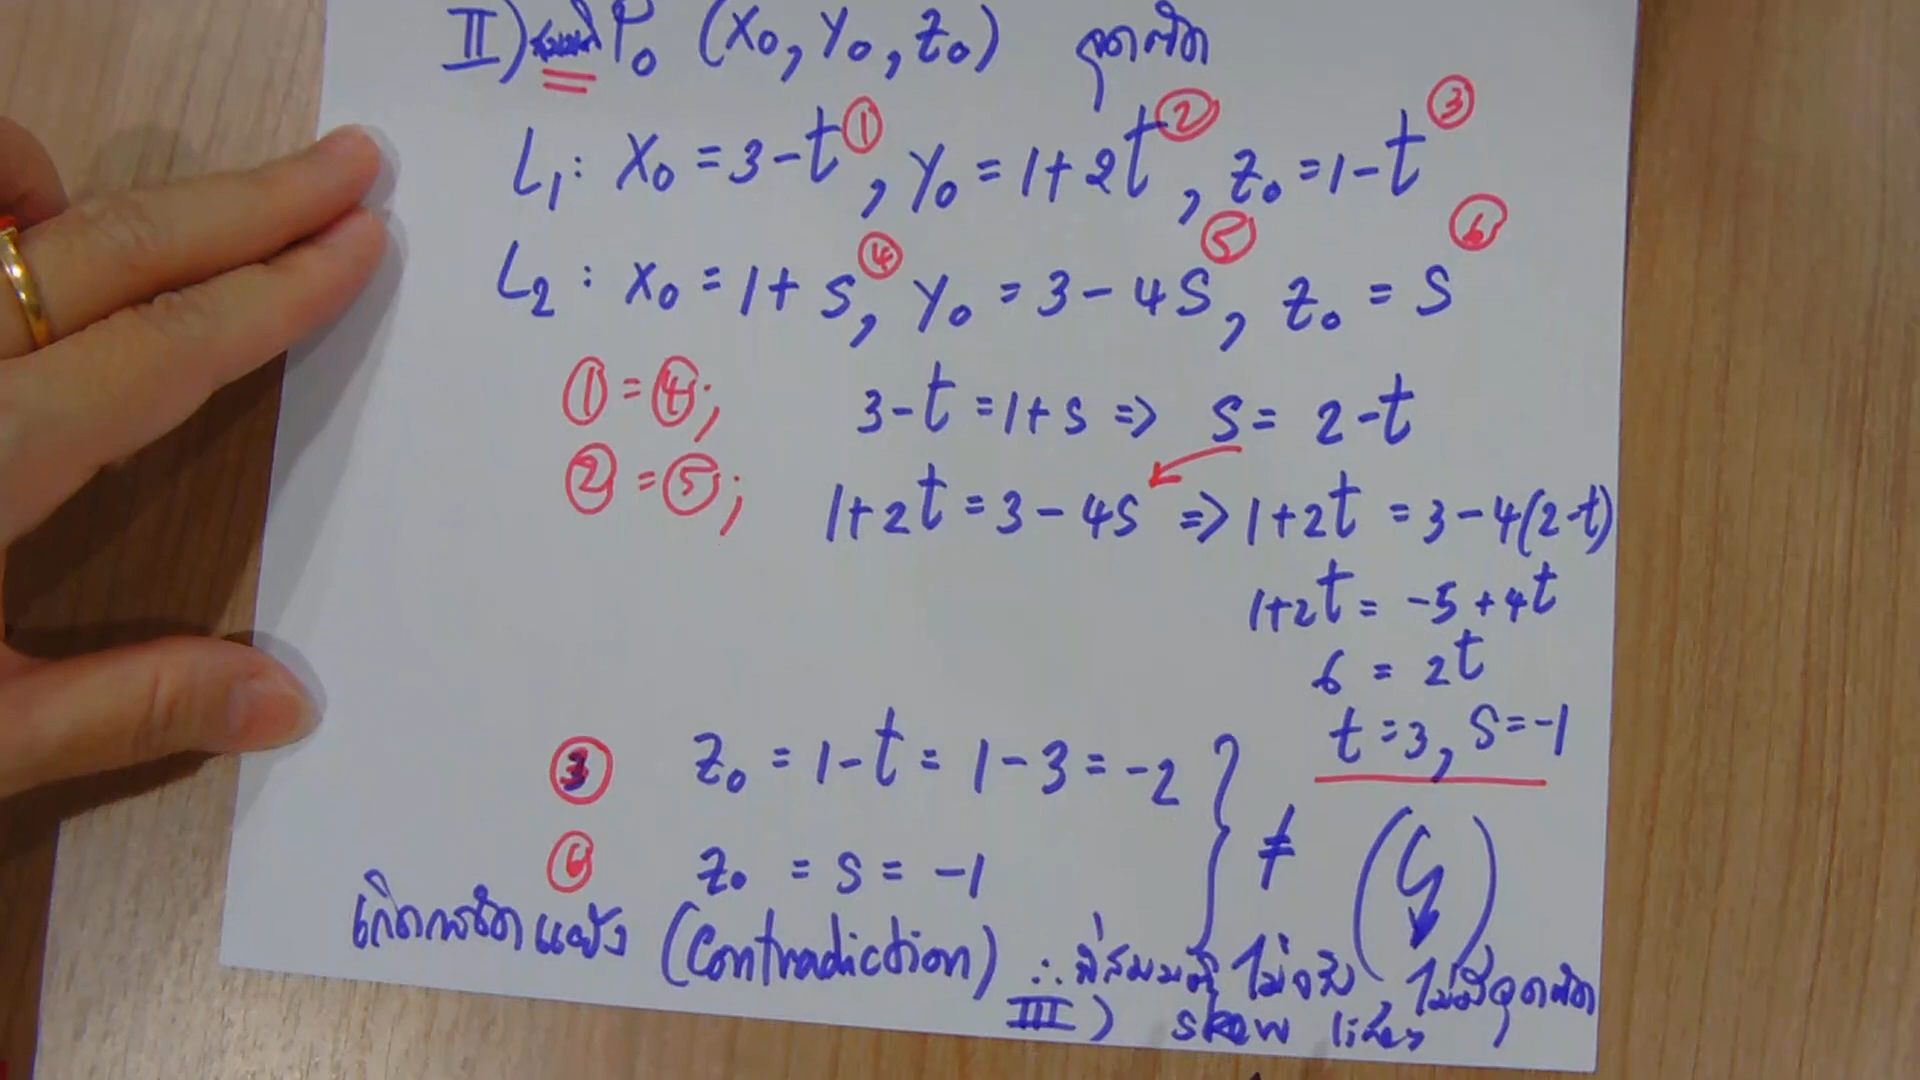 II) สมมติ P₀ (x₀, y₀, z₀) จุดตัด
L₁: x₀ = 3-t ①, y₀ = 1+2t ②, z₀ = 1-t ③
L₂: x₀ = 1+s ④, y₀ = 3-4s ⑤, z₀ = s ⑥
① = ④; 3-t = 1+s ⇒ s = 2-t
② = ⑤; 1+2t = 3-4s ⇒ 1+2t = 3-4(2-t)
1+2t = -5+4t
6 = 2t
t = 3, s = -1
③ z₀ = 1-t = 1-3 = -2 } ≠
⑥ z₀ = s = -1
เกิดการขัดแย้ง (contradiction) ∴ ที่สมมติ ไม่จริง, ไม่มีจุดตัด
III) skew lines